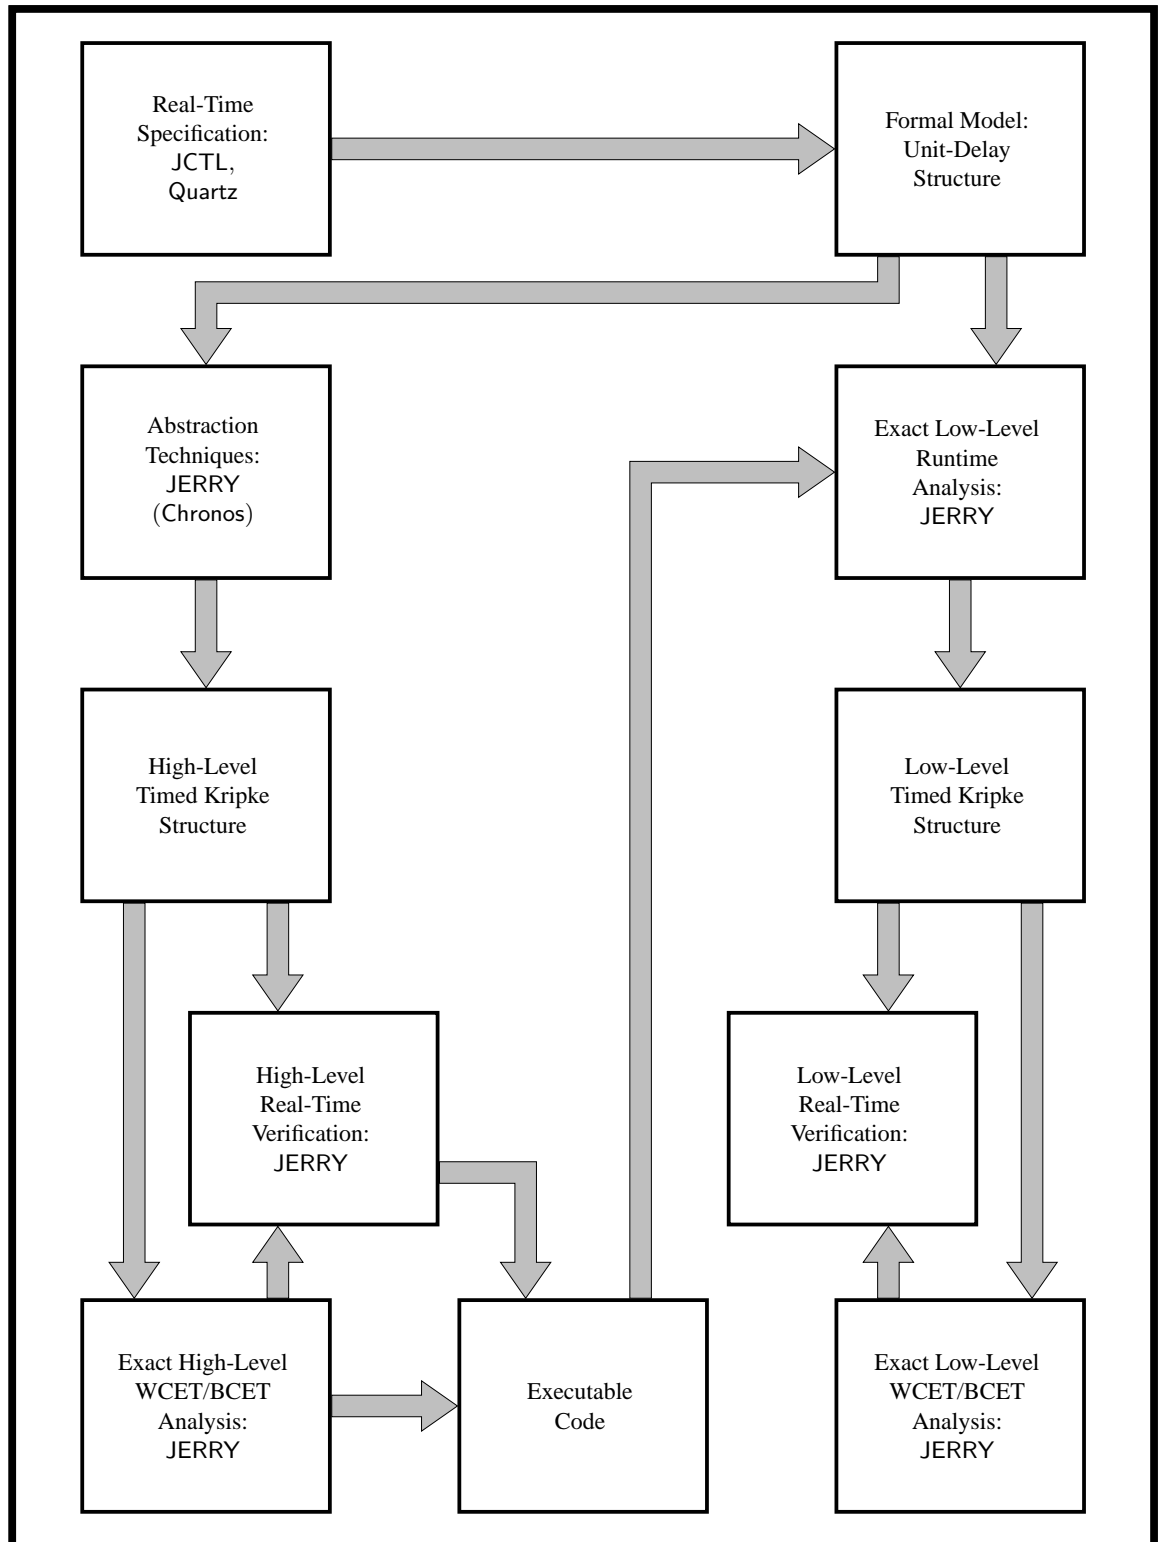 Real-Time
Specification:
JCTL,
Quartz
Formal Model:
Unit-Delay
Structure
Abstraction
Techniques:
JERRY
(Chronos)
Exact Low-Level
Runtime
Analysis:
JERRY
High-Level
Timed Kripke
Structure
Low-Level
Timed Kripke
Structure
High-Level
Real-Time
Verification:
JERRY
Low-Level
Real-Time
Verification:
JERRY
Exact High-Level
WCET/BCET
Analysis:
JERRY
Executable
Code
Exact Low-Level
WCET/BCET
Analysis:
JERRY